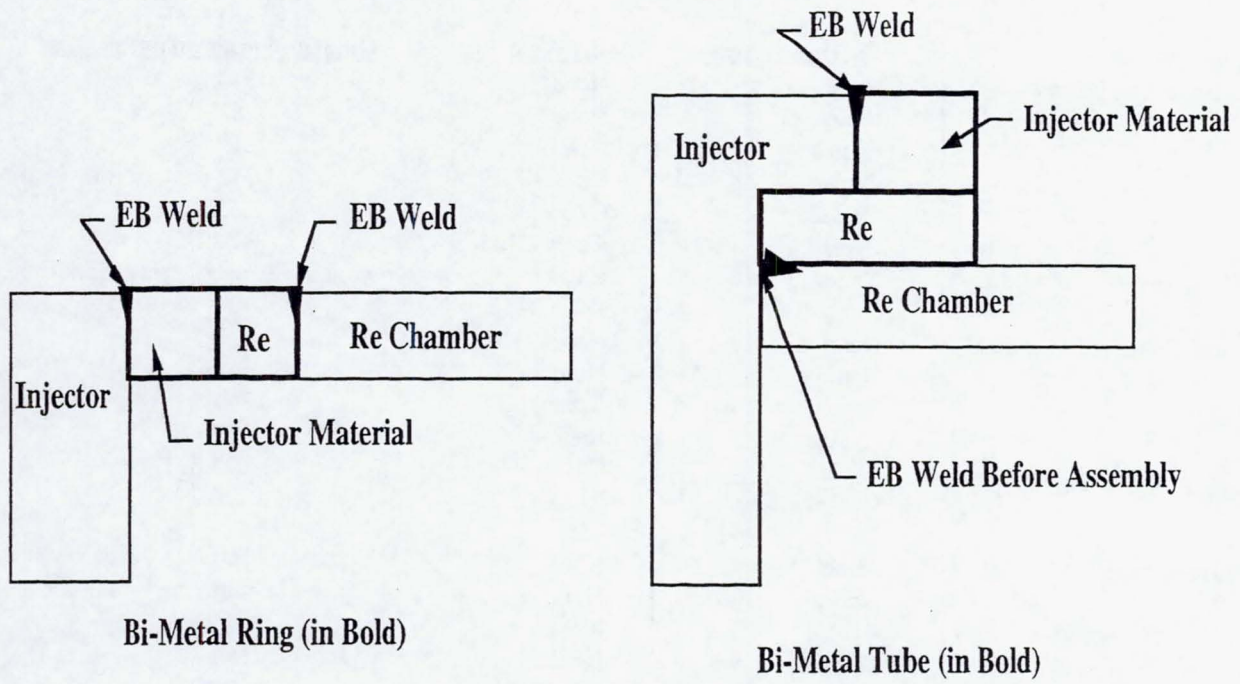 EB Weld
EB Weld
Re
Re Chamber
Injector
Injector Material
Bi-Metal Ring (in Bold)
EB Weld
Injector
Injector Material
Re
Re Chamber
EB Weld Before Assembly
Bi-Metal Tube (in Bold)